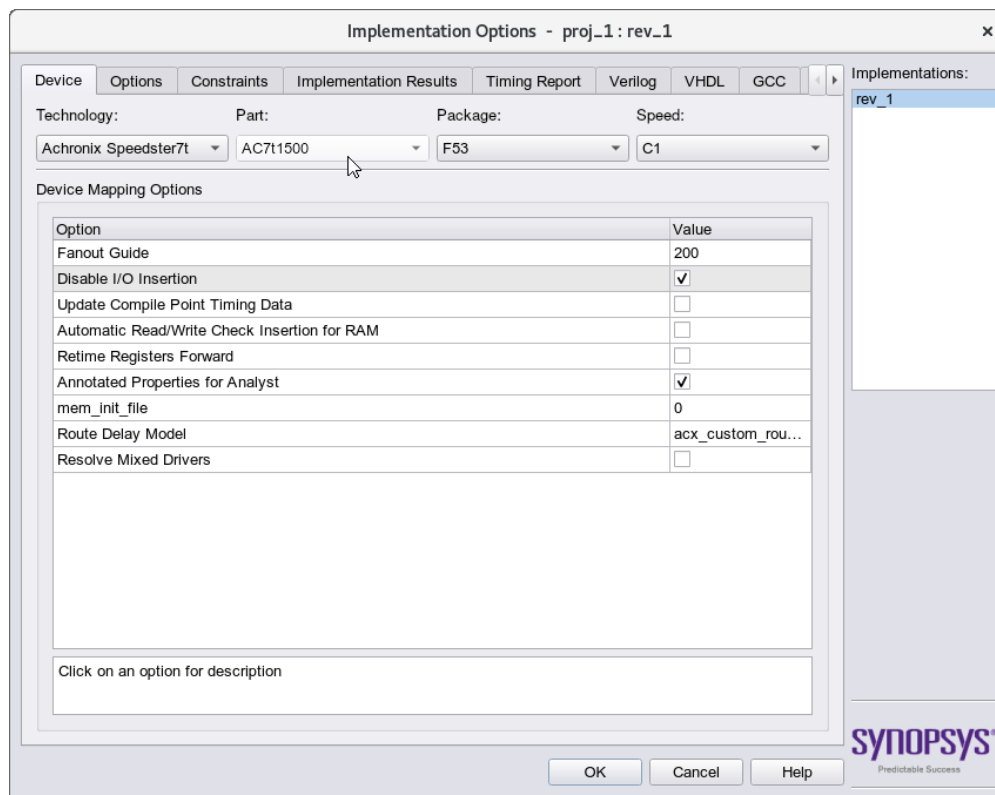 Implementation Options - proj_1 : rev_1
Device Options Constraints Implementation Results Timing Report Verilog VHDL GCC
Implementations:
rev_1
Technology: Part: Package: Speed:
Achronix Speedster7t AC7t1500 F53 C1
Device Mapping Options
Option Value
Fanout Guide 200
Disable I/O Insertion
Update Compile Point Timing Data
Automatic Read/Write Check Insertion for RAM
Retime Registers Forward
Annotated Properties for Analyst
mem_init_file 0
Route Delay Model acx_custom_rou...
Resolve Mixed Drivers
Click on an option for description
SYNOPSYS
Predictable Success
OK Cancel Help